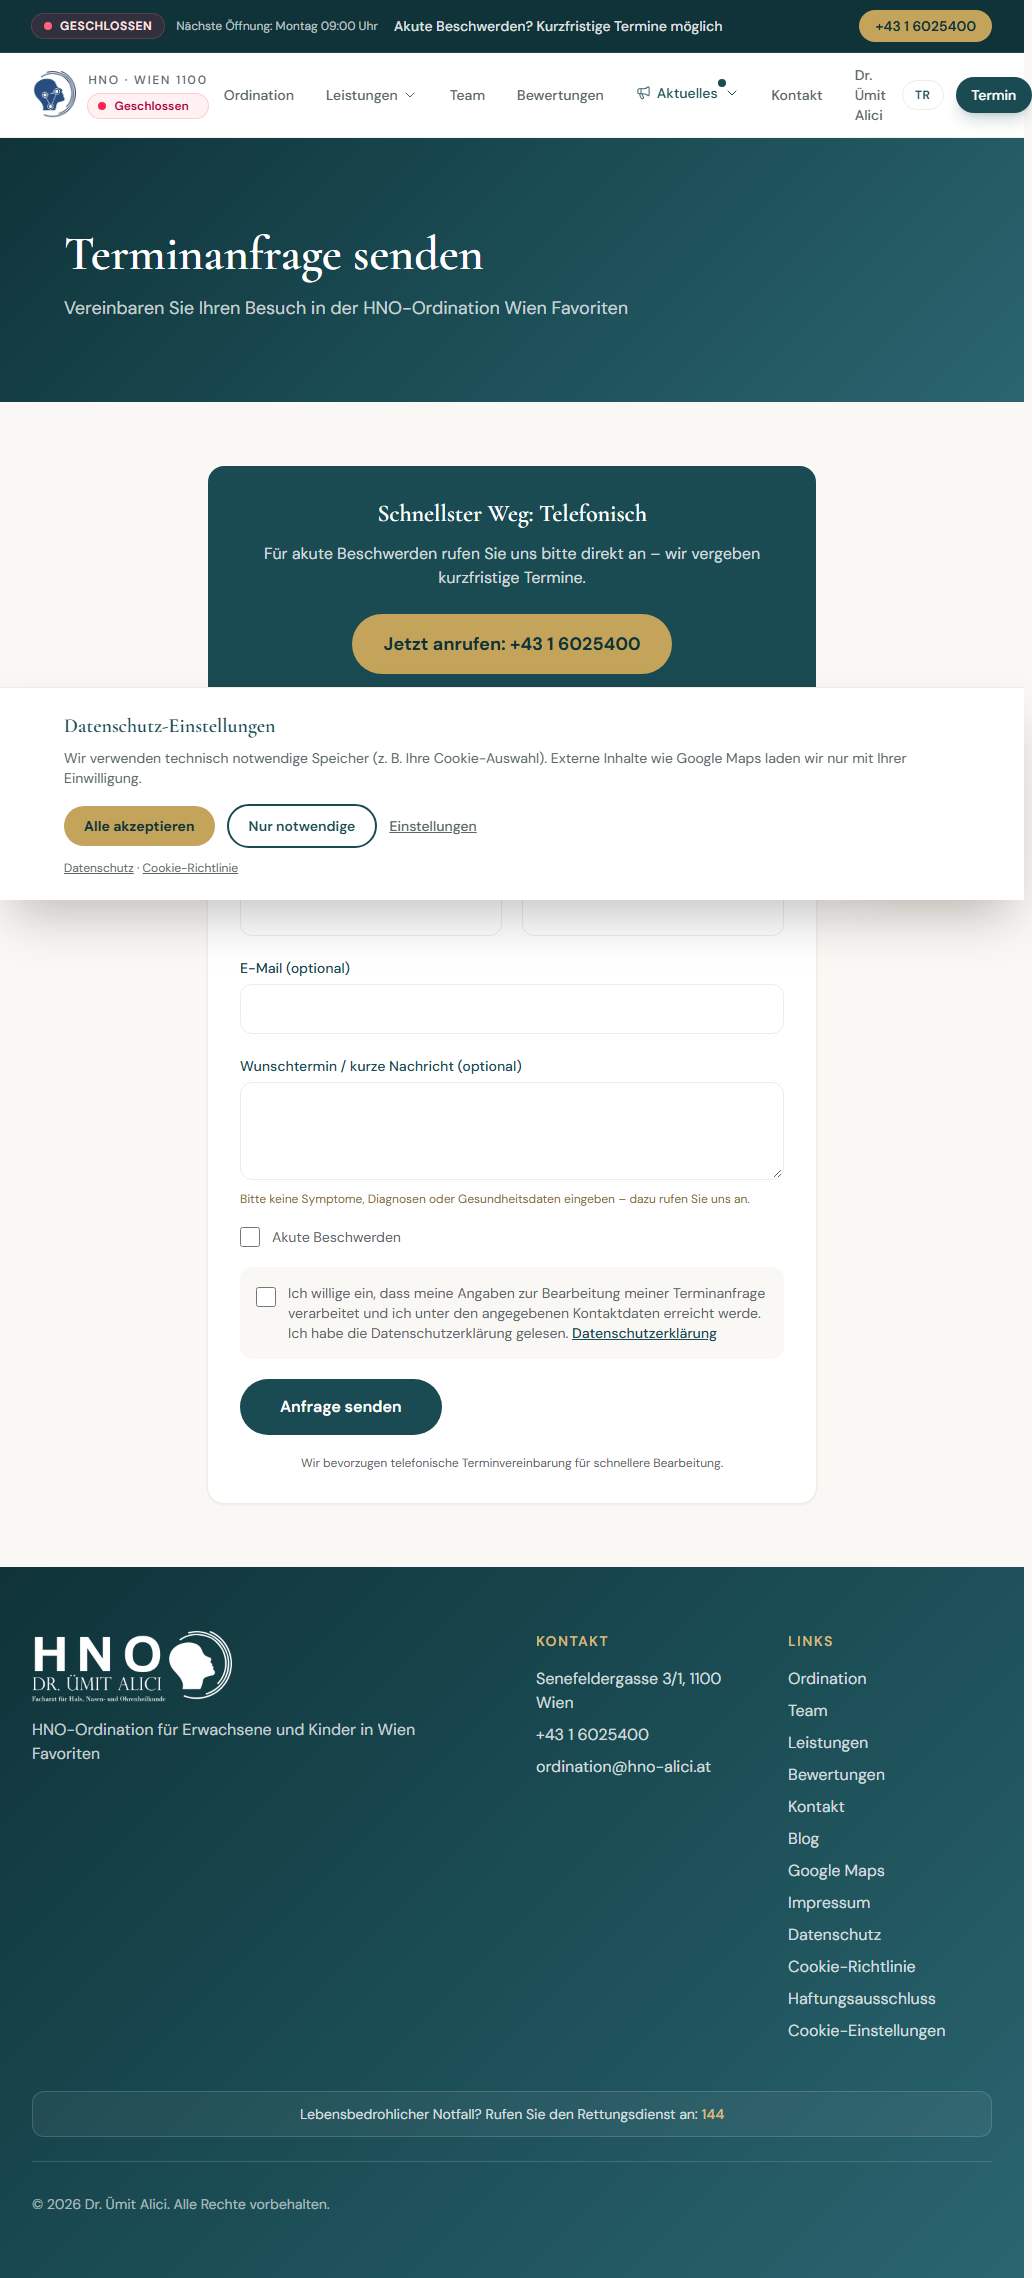 GESCHLOSSEN Nächste Öffnung: Montag 09:00 Uhr Akute Beschwerden? Kurzfristige Termine möglich +43 1 6025400
HNO · WIEN 1100
Geschlossen
Ordination Leistungen Team Bewertungen Aktuelles Kontakt
Dr.
Ümit
Alici
TR Termin
Terminanfrage senden
Vereinbaren Sie Ihren Besuch in der HNO-Ordination Wien Favoriten
Schnellster Weg: Telefonisch
Für akute Beschwerden rufen Sie uns bitte direkt an – wir vergeben
kurzfristige Termine.
Jetzt anrufen: +43 1 6025400
Datenschutz-Einstellungen
Wir verwenden technisch notwendige Speicher (z. B. Ihre Cookie-Auswahl). Externe Inhalte wie Google Maps laden wir nur mit Ihrer
Einwilligung.
Alle akzeptieren Nur notwendige Einstellungen
Datenschutz · Cookie-Richtlinie
E-Mail (optional)
Wunschtermin / kurze Nachricht (optional)
Bitte keine Symptome, Diagnosen oder Gesundheitsdaten eingeben – dazu rufen Sie uns an.
Akute Beschwerden
Ich willige ein, dass meine Angaben zur Bearbeitung meiner Terminanfrage
verarbeitet und ich unter den angegebenen Kontaktdaten erreicht werde.
Ich habe die Datenschutzerklärung gelesen. Datenschutzerklärung
Anfrage senden
Wir bevorzugen telefonische Terminvereinbarung für schnellere Bearbeitung.
HNO
DR. ÜMIT ALICI
Facharzt für Hals, Nasen- und Ohrenheilkunde
HNO-Ordination für Erwachsene und Kinder in Wien
Favoriten
KONTAKT
Senefeldergasse 3/1, 1100
Wien
+43 1 6025400
ordination@hno-alici.at
LINKS
Ordination
Team
Leistungen
Bewertungen
Kontakt
Blog
Google Maps
Impressum
Datenschutz
Cookie-Richtlinie
Haftungsausschluss
Cookie-Einstellungen
Lebensbedrohlicher Notfall? Rufen Sie den Rettungsdienst an: 144
© 2026 Dr. Ümit Alici. Alle Rechte vorbehalten.